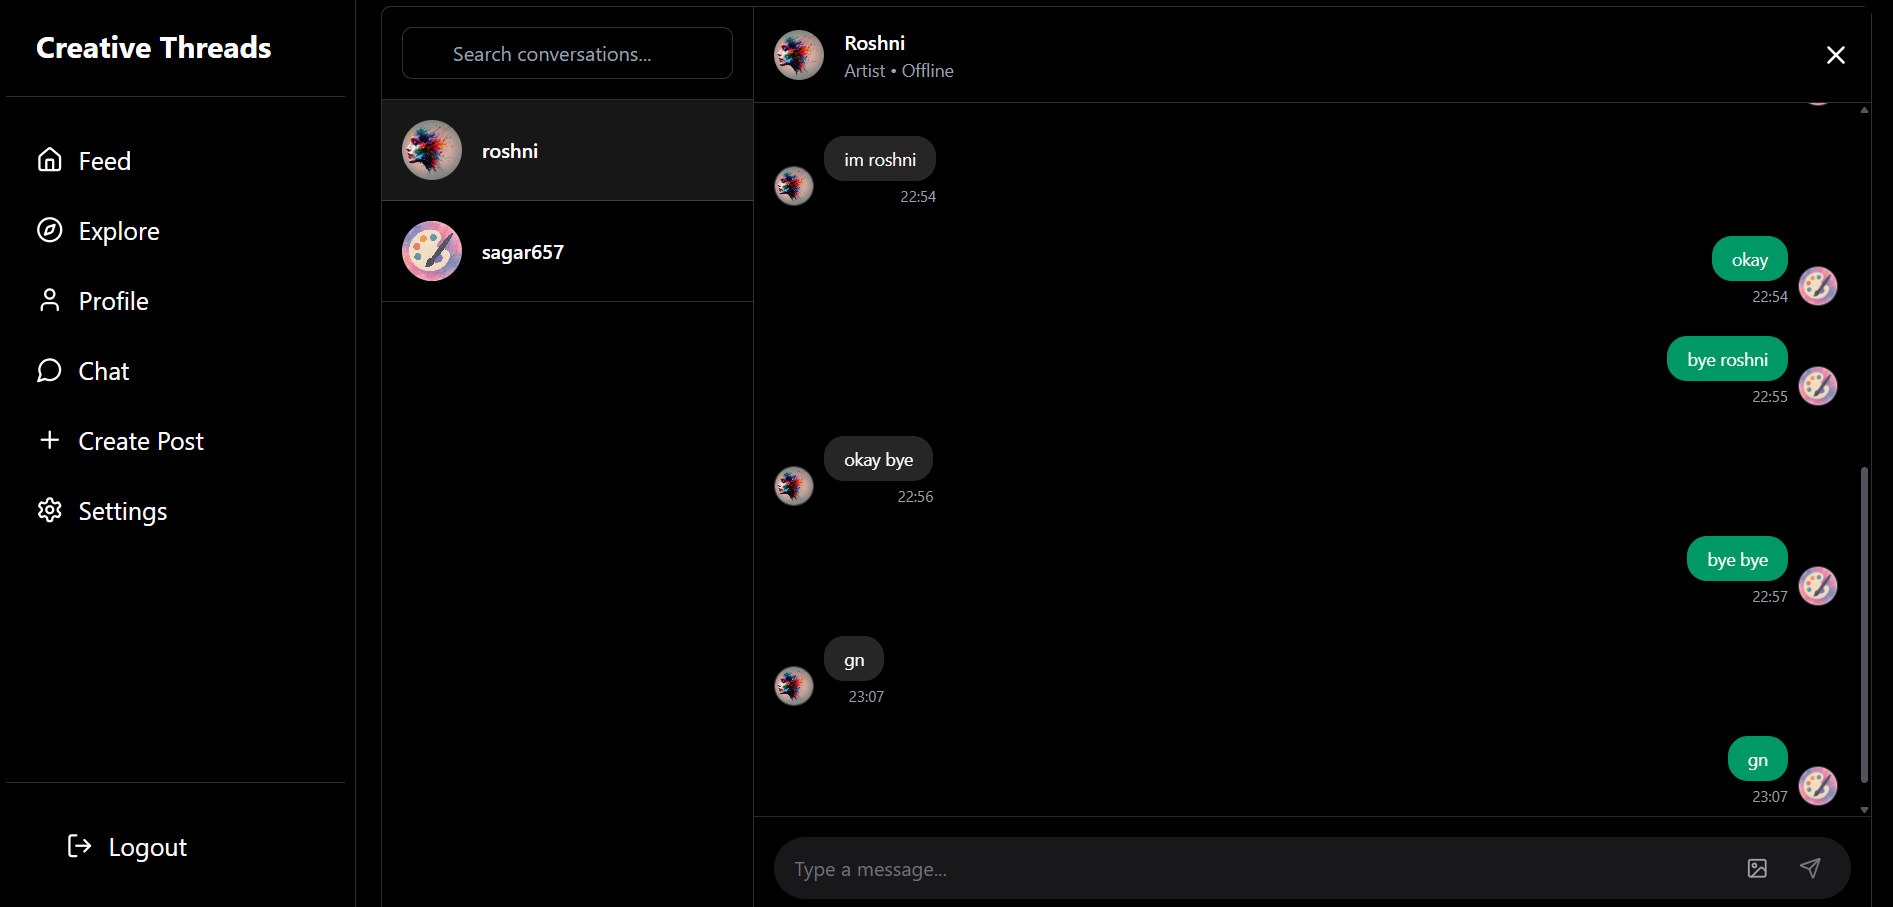 Creative Threads
Feed
Explore
Profile
Chat
Create Post
Settings
Logout
Search conversations...
roshni
sagar657
Roshni
Artist • Offline
im roshni
22:54
okay
22:54
bye roshni
22:55
okay bye
22:56
bye bye
22:57
gn
23:07
gn
23:07
Type a message...